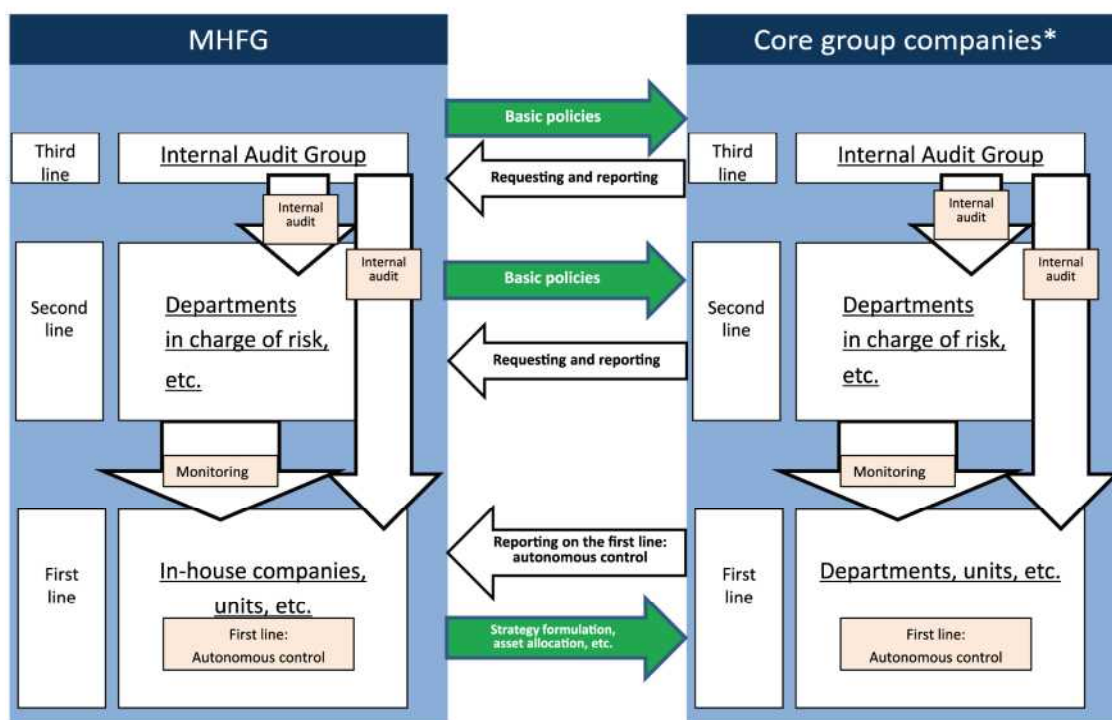 MHFG
Third
line
Internal Audit Group
Internal
audit
Internal
audit
Second
line
Departments
in charge of risk,
etc.
Monitoring
First
line
In-house companies,
units, etc.
First line:
Autonomous control
Basic policies
Requesting and reporting
Basic policies
Requesting and reporting
Reporting on the first line:
autonomous control
Strategy formulation,
asset allocation, etc.
Core group companies*
Third
line
Internal Audit Group
Internal
audit
Internal
audit
Second
line
Departments
in charge of risk,
etc.
Monitoring
First
line
Departments, units, etc.
First line:
Autonomous control